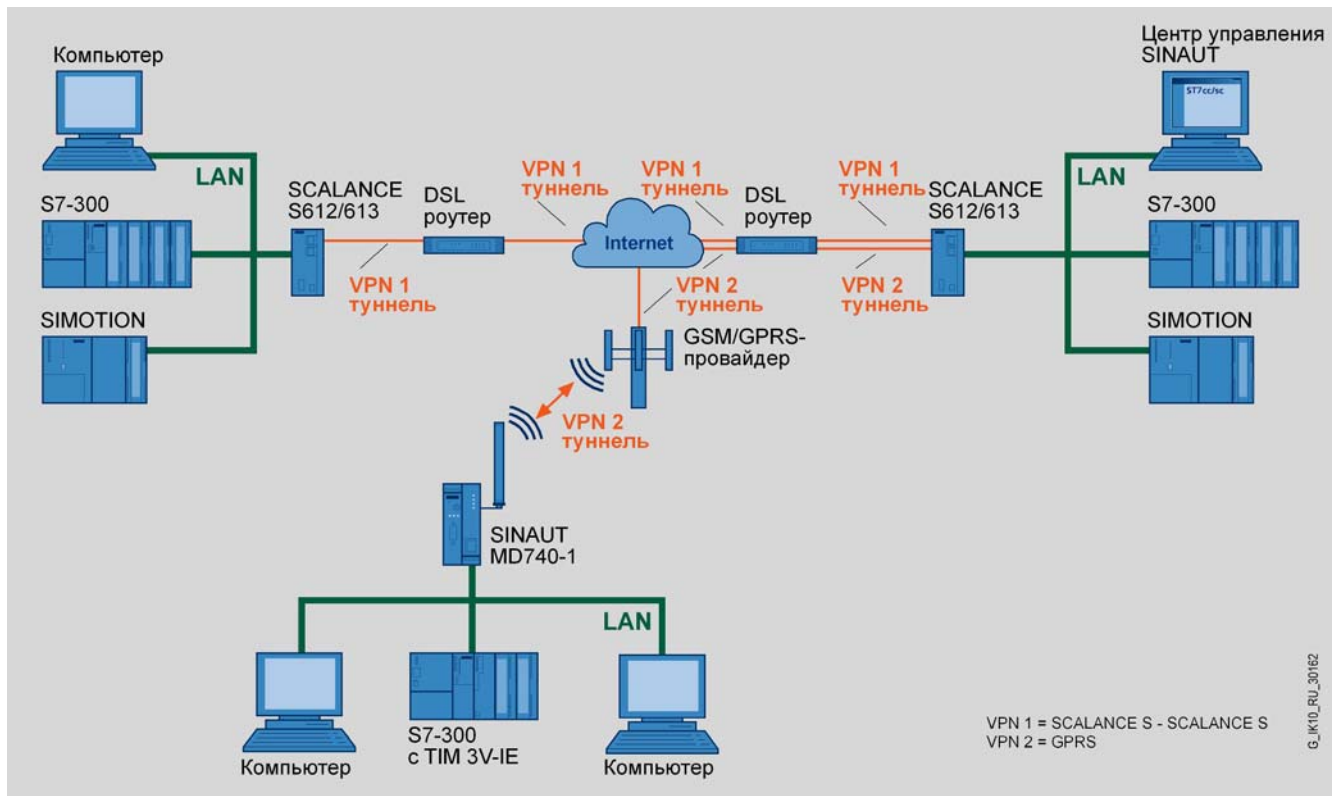 Компьютер
LAN
S7-300
SIMOTION
SCALANCE
S612/613
VPN 1
туннель
DSL
роутер
VPN 1
туннель
Internet
VPN 1
туннель
DSL
роутер
VPN 2
туннель
VPN 1
туннель
VPN 2
туннель
SCALANCE
S612/613
Центр управления
SINAUT
ST7cc/sc
LAN
S7-300
SIMOTION
GSM/GPRS-
провайдер
VPN 2
туннель
SINAUT
MD740-1
LAN
Компьютер
S7-300
с TIM 3V-IE
Компьютер
VPN 1 = SCALANCE S - SCALANCE S
VPN 2 = GPRS
G_IK10_RU_30162